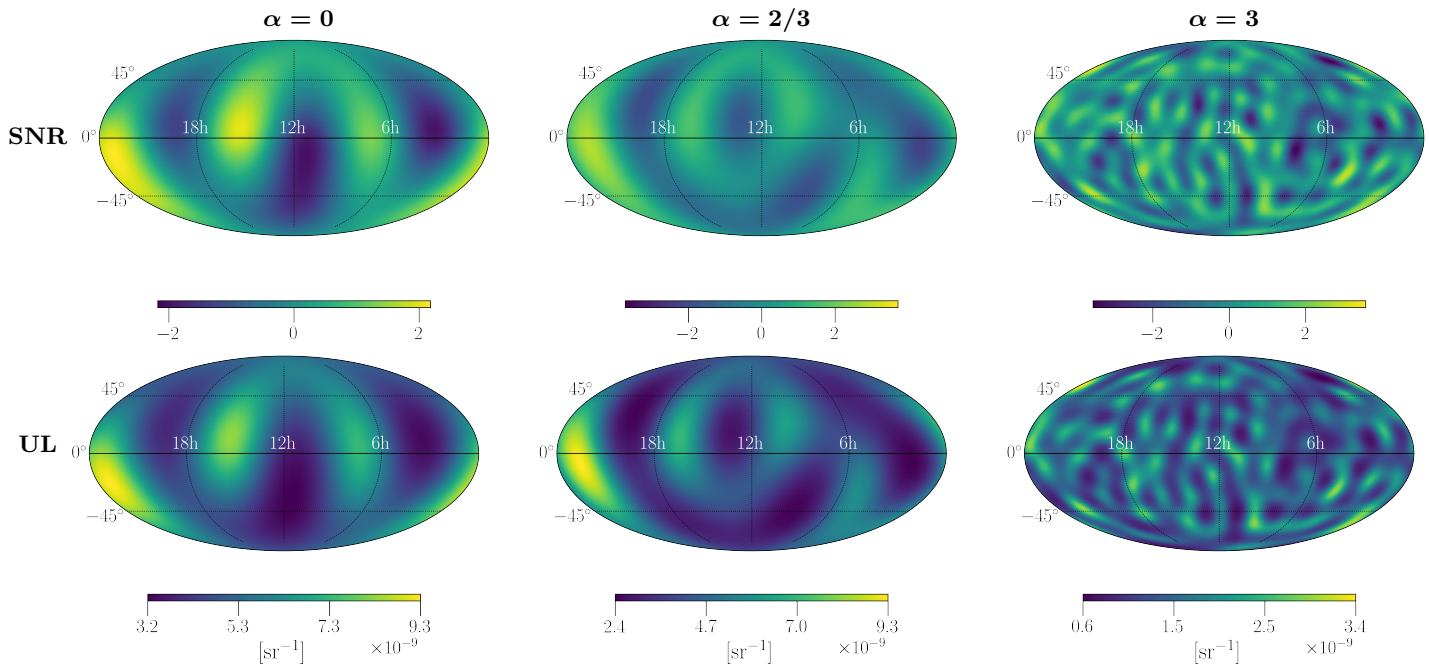 α = 0 α = 2/3 α = 3
45° 45° 45°
SNR 0° 18h 12h 6h 0° 18h 12h 6h 0° 18h 12h 6h
−45° −45° −45°
−2 0 2 −2 0 2 −2 0 2
45° 45° 45°
UL 0° 18h 12h 6h 0° 18h 12h 6h 0° 18h 12h 6h
−45° −45° −45°
3.2 5.3 7.3 9.3 2.4 4.7 7.0 9.3 0.6 1.5 2.5 3.4
[sr⁻¹] ×10⁻⁹ [sr⁻¹] ×10⁻⁹ [sr⁻¹] ×10⁻⁹